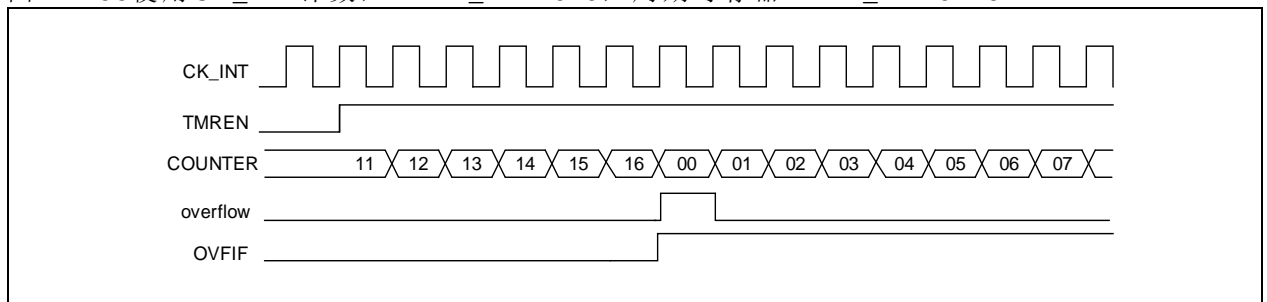 CK_INT
TMREN
COUNTER 11 12 13 14 15 16 00 01 02 03 04 05 06 07
overflow
OVFIF